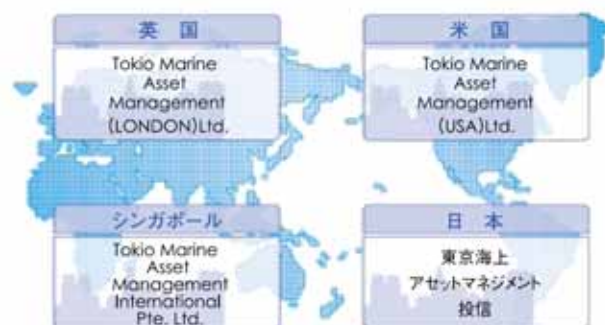 英 国
Tokio Marine
Asset
Management
(LONDON)Ltd.
米 国
Tokio Marine
Asset
Management
(USA)Ltd.
シンガポール
Tokio Marine
Asset
Management
International
Pte. Ltd.
日 本
東京海上
アセットマネジメント
投信